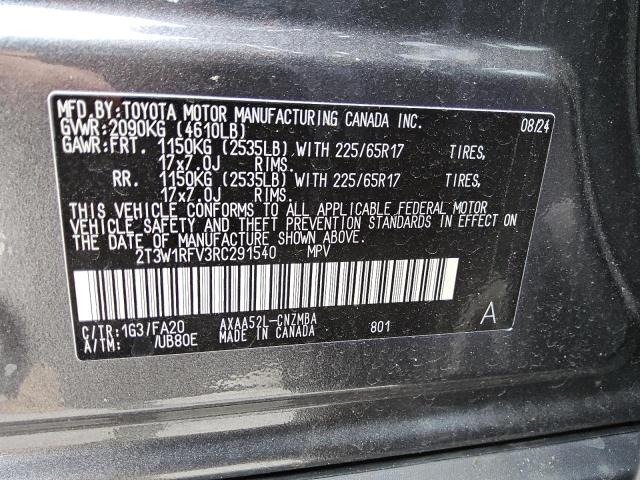 MFD.BY:TOYOTA MOTOR MANUFACTURING CANADA INC.
GVWR:2090KG (4610LB) 08/24
GAWR:FRT. 1150KG (2535LB) WITH 225/65R17 TIRES,
17x7.0J RIMS.
RR. 1150KG (2535LB) WITH 225/65R17 TIRES,
17x7.0J RIMS.
THIS VEHICLE CONFORMS TO ALL APPLICABLE FEDERAL MOTOR
VEHICLE SAFETY AND THEFT PREVENTION STANDARDS IN EFFECT ON
THE DATE OF MANUFACTURE SHOWN ABOVE.
2T3W1RFV3RC291540 MPV
C/TR:1G3/FA20 AXAA52L-CNZMBA 801 A
A/TM: /UB80E MADE IN CANADA